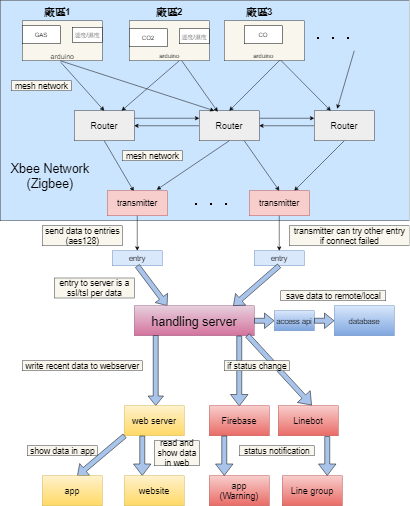 廠區1
廠區2
廠區3
GAS
溫度/濕度
arduino
CO2
溫度/濕度
arduino
CO
arduino
. . .
mesh network
Router
Router
Router
mesh network
Xbee Network
(Zigbee)
transmitter
. . .
transmitter
send data to entries
(aes128)
transmitter can try other entry
if connect failed
entry
entry
entry to server is a
ssl/tsl per data
save data to remote/local
handling server
access api
database
write recent data to webserver
if status change
web server
Firebase
Linebot
show data in app
read and
show data
in web
status notification
app
website
app
(Warning)
Line group